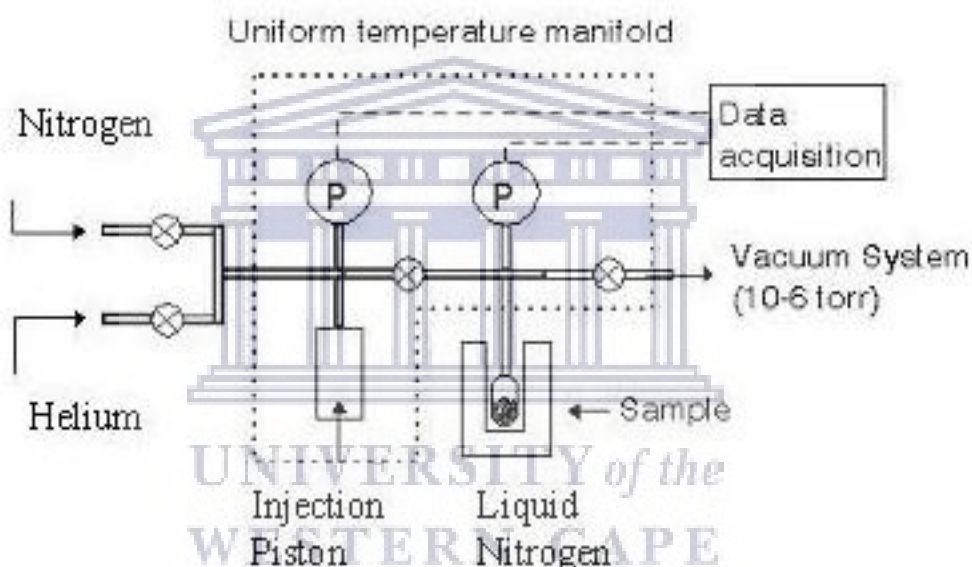 Uniform temperature manifold
Nitrogen
Data
acquisition
P
P
Vacuum System
(10-6 torr)
Helium
Sample
UNIVERSITY of the
Injection
Piston
Liquid
Nitrogen
WESTERN CAPE